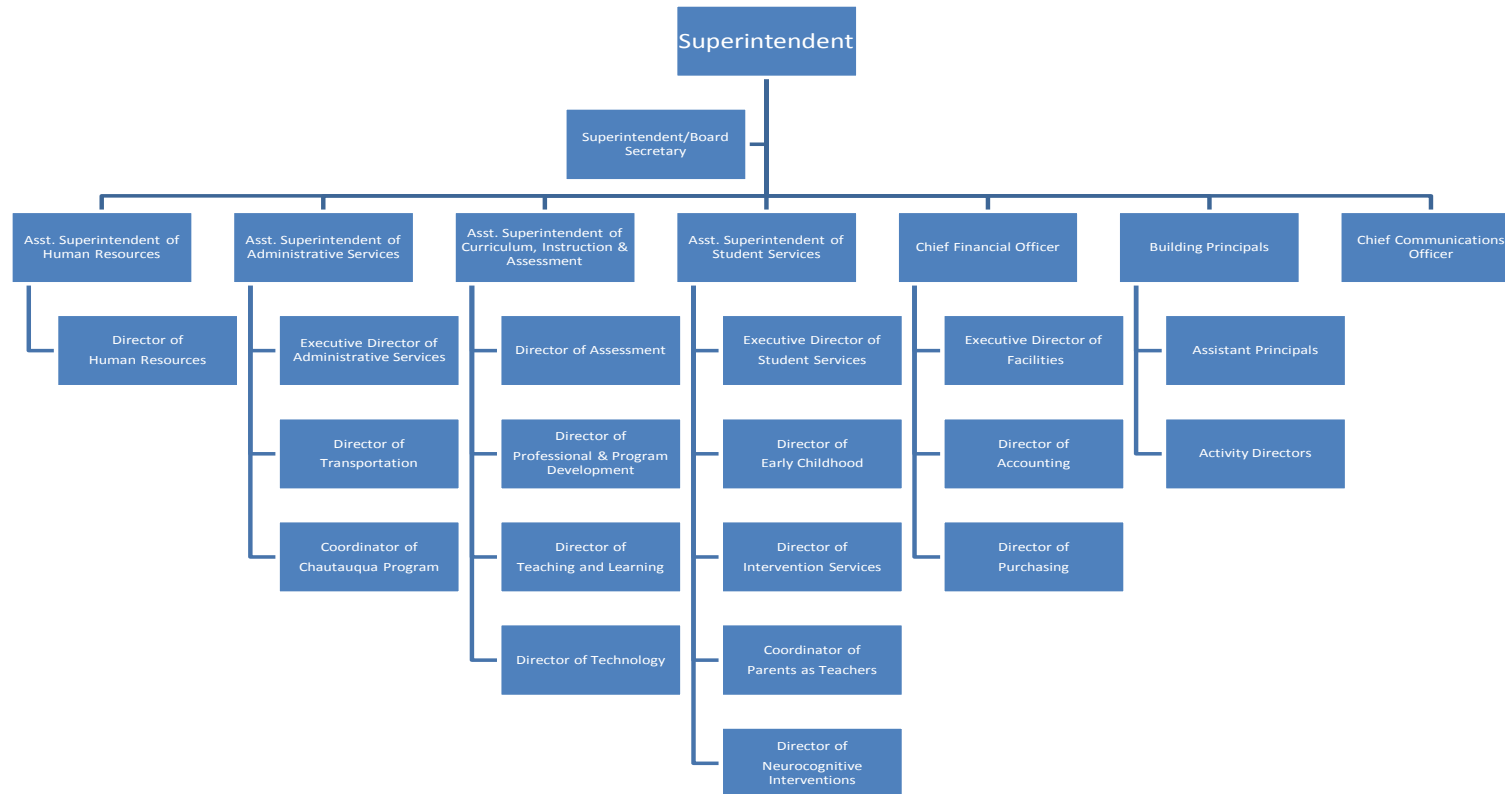 Superintendent
Superintendent/Board
Secretary
Asst. Superintendent of
Human Resources
Asst. Superintendent of
Administrative Services
Asst. Superintendent of
Curriculum, Instruction &
Assessment
Asst. Superintendent of
Student Services
Chief Financial Officer
Building Principals
Chief Communications
Officer
Director of
Human Resources
Executive Director of
Administrative Services
Director of Assessment
Executive Director of
Student Services
Executive Director of
Facilities
Assistant Principals
Director of
Transportation
Director of
Professional & Program
Development
Director of
Early Childhood
Director of
Accounting
Activity Directors
Coordinator of
Chautauqua Program
Director of
Teaching and Learning
Director of
Intervention Services
Director of
Purchasing
Director of Technology
Coordinator of
Parents as Teachers
Director of
Neurocognitive
Interventions